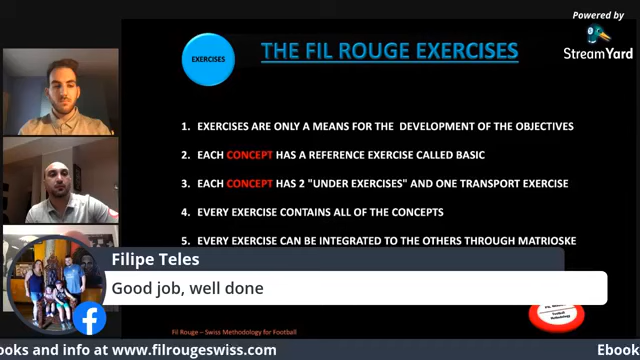 Powered by
StreamYard
EXERCISES
THE FIL ROUGE EXERCISES
1. EXERCISES ARE ONLY A MEANS FOR THE DEVELOPMENT OF THE OBJECTIVES
2. EACH CONCEPT HAS A REFERENCE EXERCISE CALLED BASIC
3. EACH CONCEPT HAS 2 "UNDER EXERCISES" AND ONE TRANSPORT EXERCISE
4. EVERY EXERCISE CONTAINS ALL OF THE CONCEPTS
5. EVERY EXERCISE CAN BE INTEGRATED TO THE OTHERS THROUGH MATRIOSKE
Filipe Teles
Good job, well done
Football
Methodology
Fil Rouge – Swiss Methodology for Football
ooks and info at www.filrougeswiss.com
Ebook